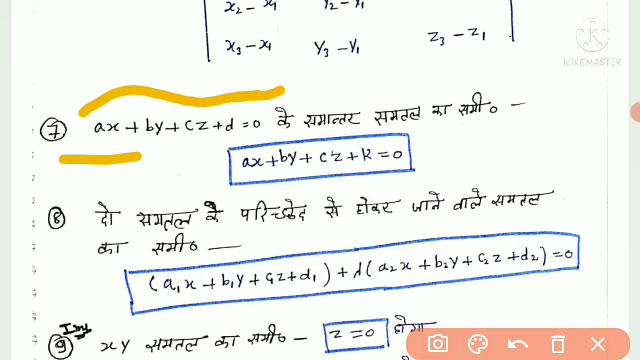 x₂ - x₁ y₂ - y₁
x₃ - x₁ y₃ - y₁ z₃ - z₁
KINEMASTER
⑦ ax + by + cz + d = 0 के समान्तर समतल का समी० -
ax + by + cz + k = 0
⑧ दो समतल के परिच्छेद से होकर जाने वाले समतल
का समी० —
(a₁x + b₁y + c₁z + d₁) + λ(a₂x + b₂y + c₂z + d₂) = 0
Imp
⑨ xy समतल का समी० - z = 0 होगा